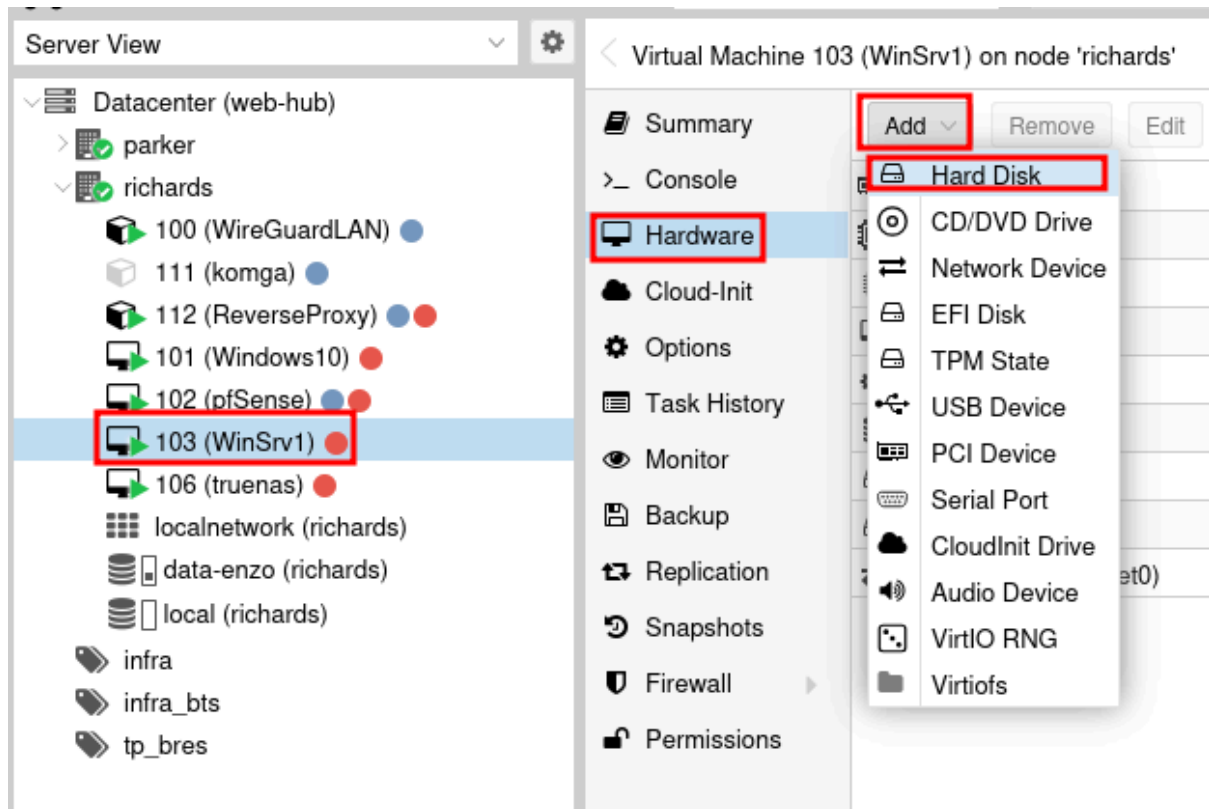 Server View
Datacenter (web-hub)
parker
richards
100 (WireGuardLAN)
111 (komga)
112 (ReverseProxy)
101 (Windows10)
102 (pfSense)
103 (WinSrv1)
106 (truenas)
localnetwork (richards)
data-enzo (richards)
local (richards)
infra
infra_bts
tp_bres
Virtual Machine 103 (WinSrv1) on node 'richards'
Summary
Console
Hardware
Cloud-Init
Options
Task History
Monitor
Backup
Replication
Snapshots
Firewall
Permissions
Add Remove Edit
Hard Disk
CD/DVD Drive
Network Device
EFI Disk
TPM State
USB Device
PCI Device
Serial Port
CloudInit Drive
Audio Device
et0)
VirtIO RNG
Virtiofs